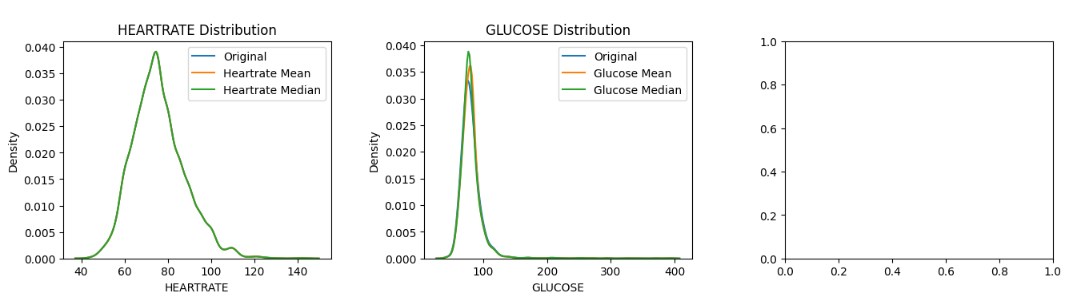 HEARTRATE Distribution
0.040
0.035
0.030
0.025
0.020
0.015
0.010
0.005
0.000
Density
Original
Heartrate Mean
Heartrate Median
40 60 80 100 120 140
HEARTRATE
GLUCOSE Distribution
0.040
0.035
0.030
0.025
0.020
0.015
0.010
0.005
0.000
Density
Original
Glucose Mean
Glucose Median
100 200 300 400
GLUCOSE
1.0
0.8
0.6
0.4
0.2
0.0
0.0 0.2 0.4 0.6 0.8 1.0